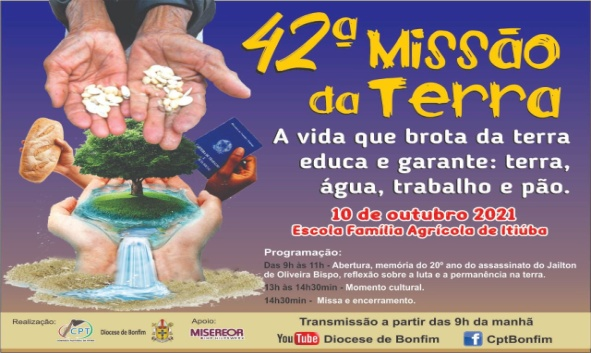 42ª Missão
da Terra
A vida que brota da terra
educa e garante: terra,
água, trabalho e pão.
10 de outubro 2021
Escola Família Agrícola de Itiúba
Programação:
Das 9h às 11h - Abertura, memória do 20º ano do assassinato do Jailton
de Oliveira Bispo, reflexão sobre a luta e a permanência na terra.
13h às 14h30min - Momento cultural.
14h30min - Missa e encerramento.
Realização:
CPT
Diocese de Bonfim
Apoio:
MISEREOR
Transmissão a partir das 9h da manhã
YouTube Diocese de Bonfim
f CptBonfim